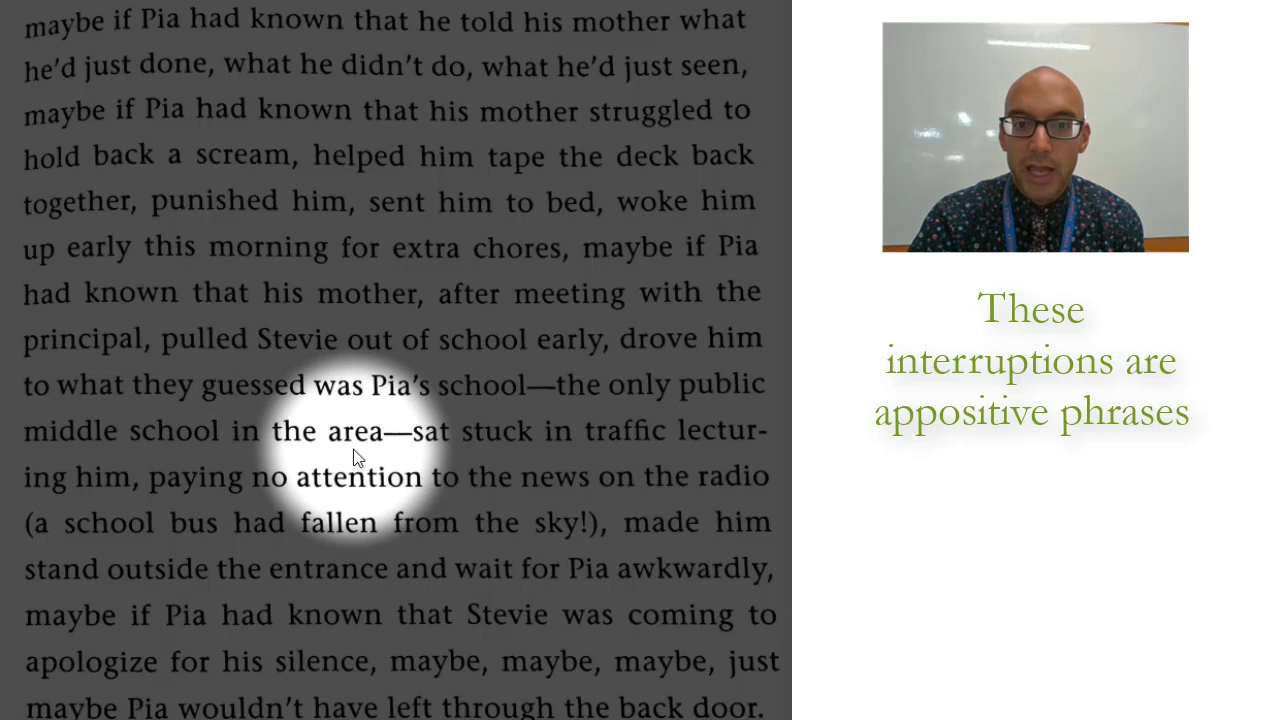 maybe if Pia had known that he told his mother what
he'd just done, what he didn't do, what he'd just seen,
maybe if Pia had known that his mother struggled to
hold back a scream, helped him tape the deck back
together, punished him, sent him to bed, woke him
up early this morning for extra chores, maybe if Pia
had known that his mother, after meeting with the
principal, pulled Stevie out of school early, drove him
to what they guessed was Pia's school—the only public
middle school in the area—sat stuck in traffic lectur-
ing him, paying no attention to the news on the radio
(a school bus had fallen from the sky!), made him
stand outside the entrance and wait for Pia awkwardly,
maybe if Pia had known that Stevie was coming to
apologize for his silence, maybe, maybe, maybe, just
maybe Pia wouldn't have left through the back door.
These
interruptions are
appositive phrases